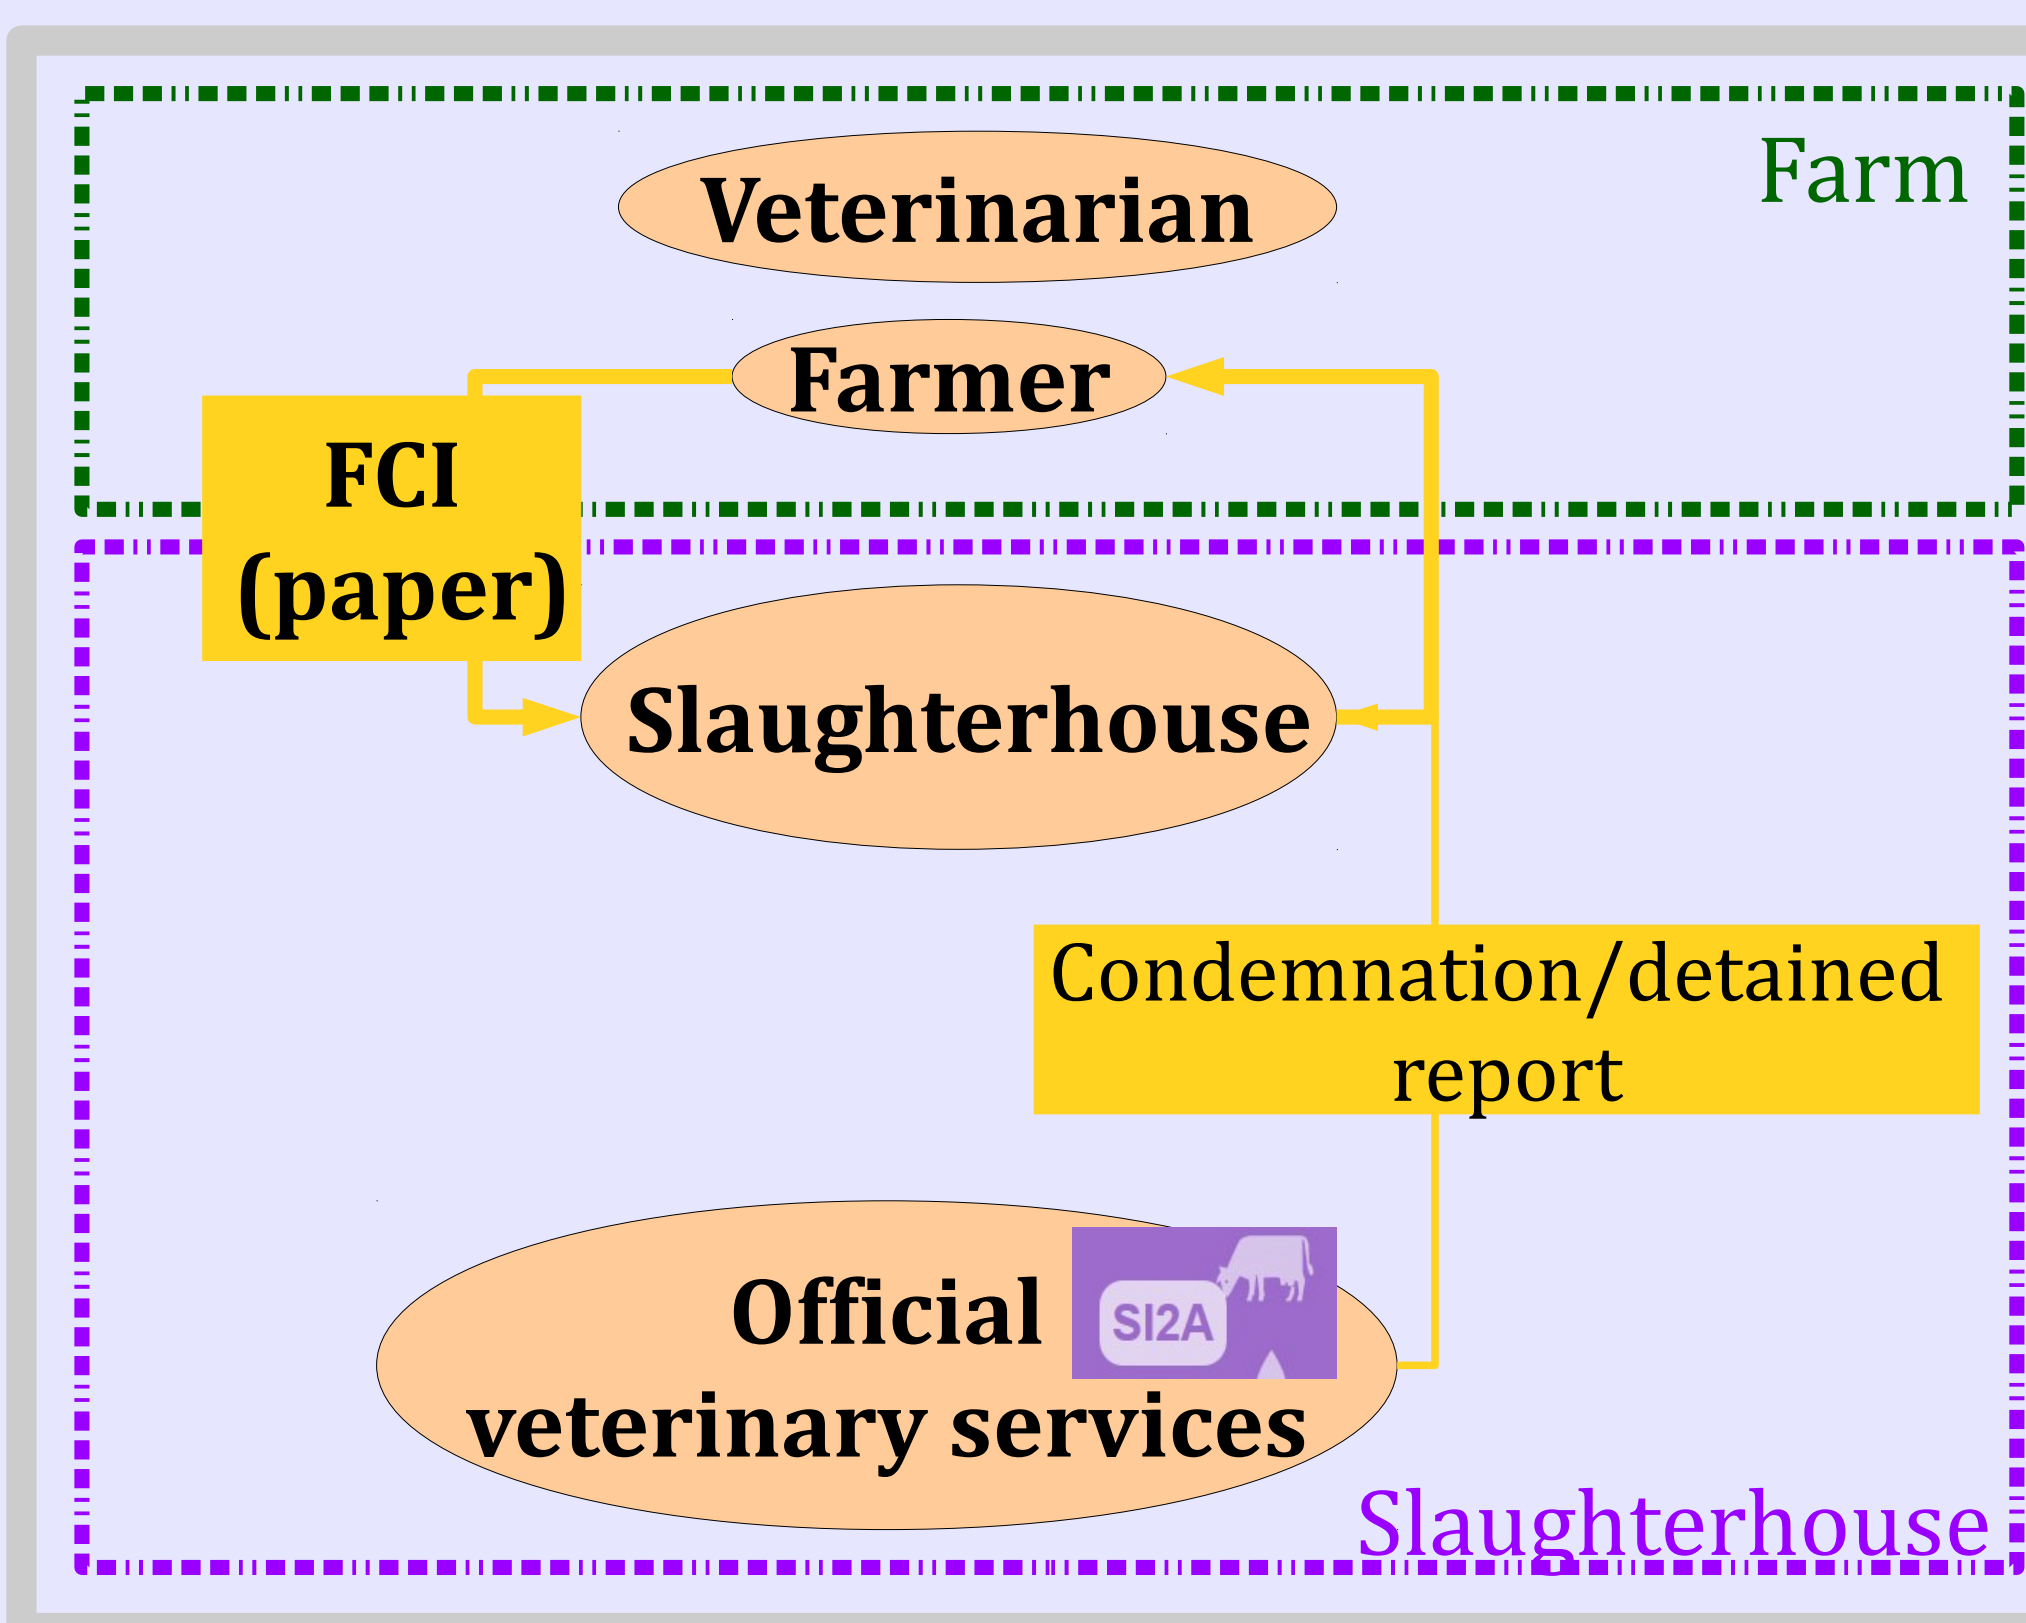 Farm
Veterinarian
Farmer
FCI
(paper)
Slaughterhouse
Condemnation/detained
report
Official
SI2A
veterinary services
Slaughterhouse